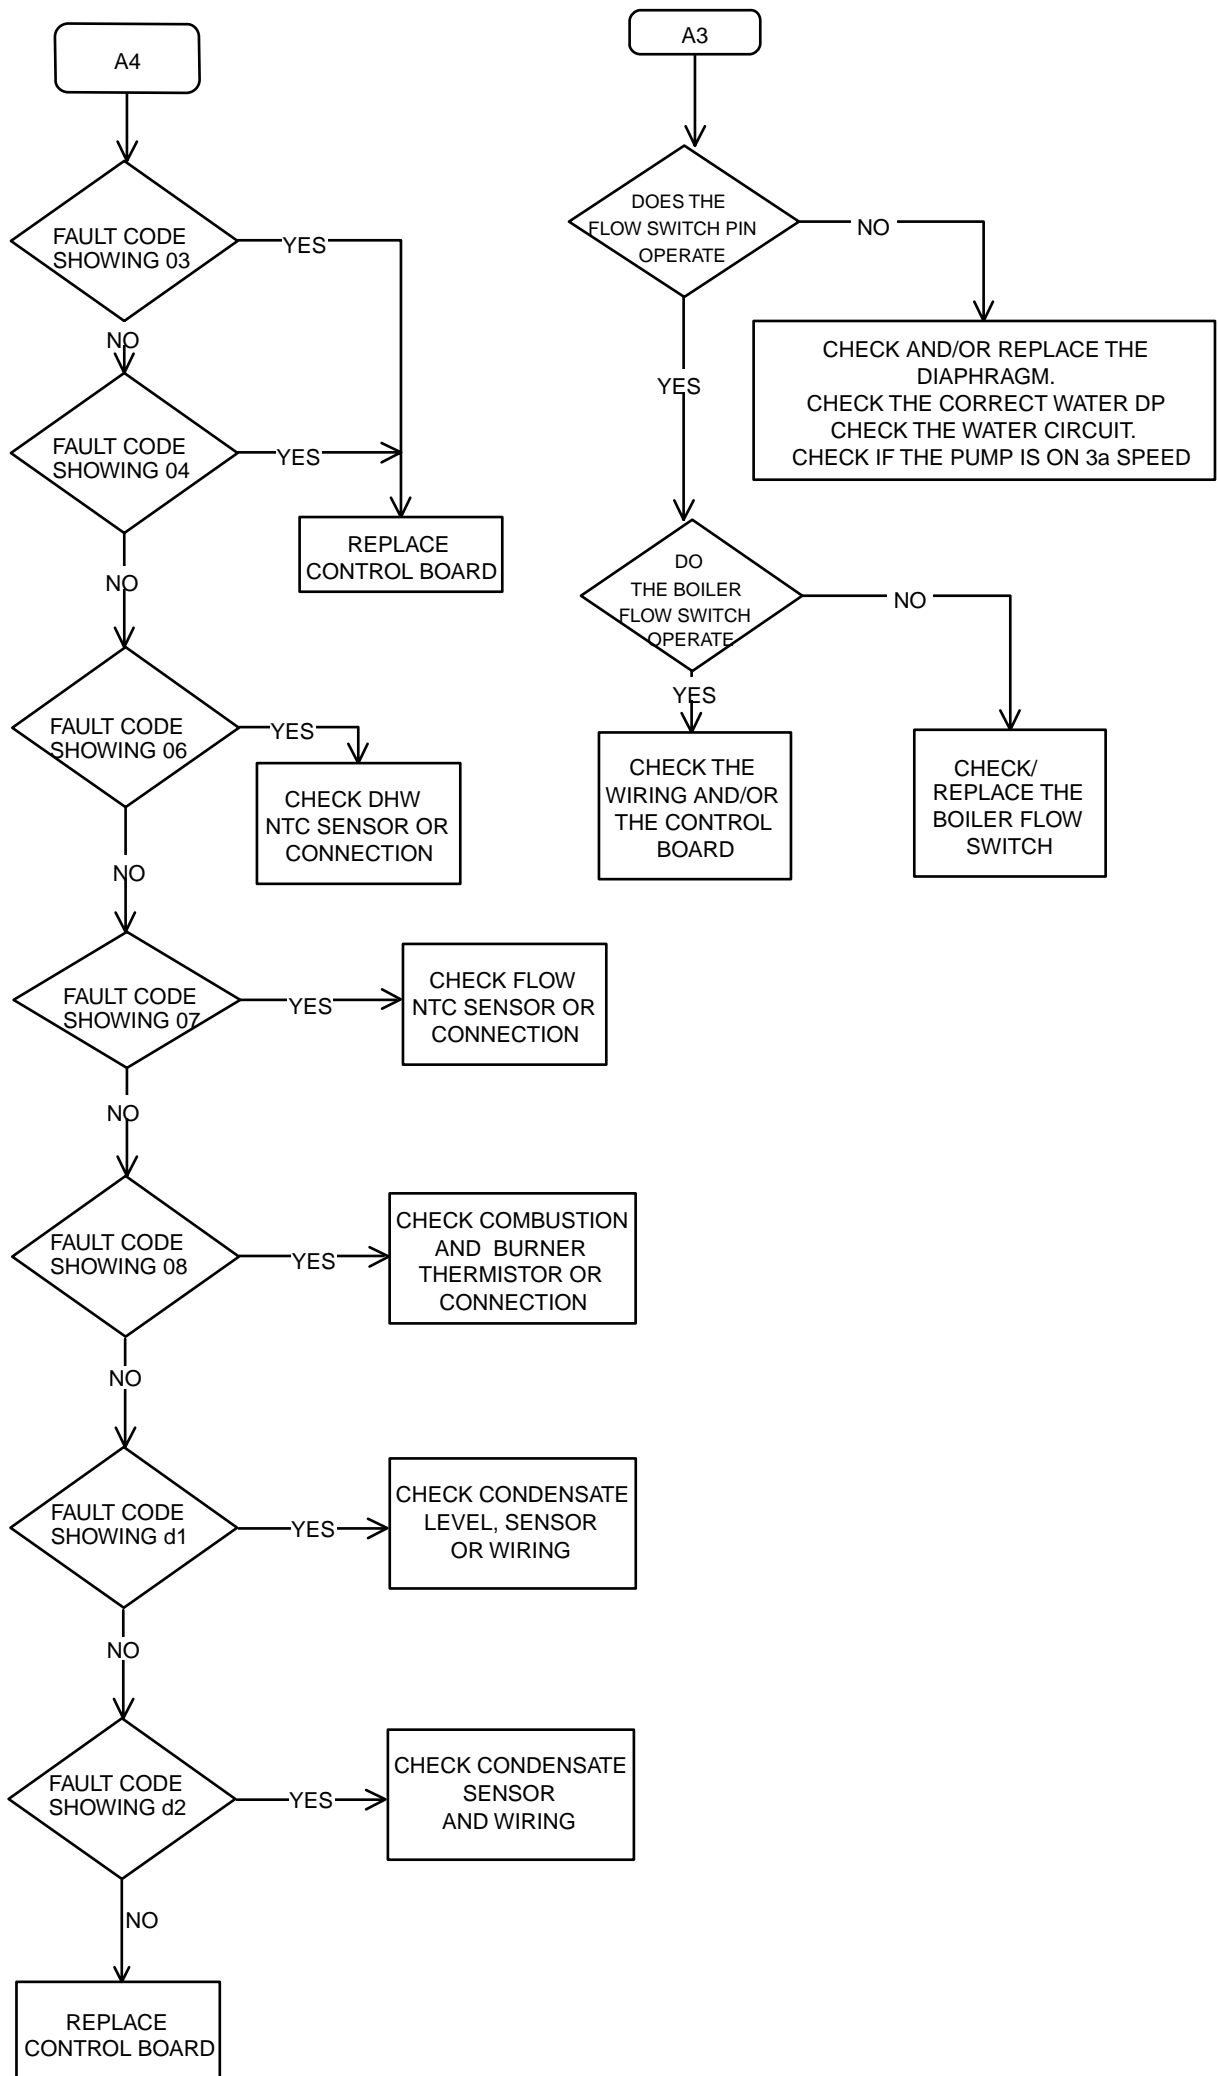 A4
FAULT CODE
SHOWING 03
YES
NO
FAULT CODE
SHOWING 04
YES
REPLACE
CONTROL BOARD
NO
FAULT CODE
SHOWING 06
YES
CHECK DHW
NTC SENSOR OR
CONNECTION
NO
FAULT CODE
SHOWING 07
YES
CHECK FLOW
NTC SENSOR OR
CONNECTION
NO
FAULT CODE
SHOWING 08
YES
CHECK COMBUSTION
AND BURNER
THERMISTOR OR
CONNECTION
NO
FAULT CODE
SHOWING d1
YES
CHECK CONDENSATE
LEVEL, SENSOR
OR WIRING
NO
FAULT CODE
SHOWING d2
YES
CHECK CONDENSATE
SENSOR
AND WIRING
NO
REPLACE
CONTROL BOARD
A3
DOES THE
FLOW SWITCH PIN
OPERATE
NO
CHECK AND/OR REPLACE THE
DIAPHRAGM.
CHECK THE CORRECT WATER DP
CHECK THE WATER CIRCUIT.
CHECK IF THE PUMP IS ON 3a SPEED
YES
DO
THE BOILER
FLOW SWITCH
OPERATE
NO
CHECK/
REPLACE THE
BOILER FLOW
SWITCH
YES
CHECK THE
WIRING AND/OR
THE CONTROL
BOARD